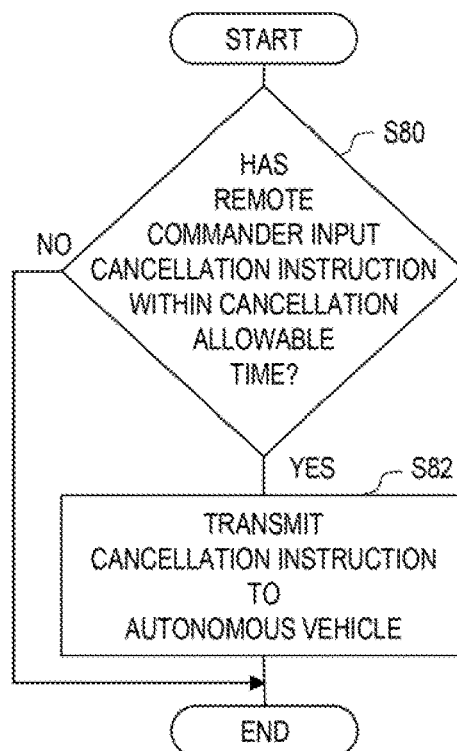 START
S80
HAS
REMOTE
COMMANDER INPUT
CANCELLATION INSTRUCTION
WITHIN CANCELLATION
ALLOWABLE
TIME?
NO
YES
S82
TRANSMIT
CANCELLATION INSTRUCTION
TO
AUTONOMOUS VEHICLE
END